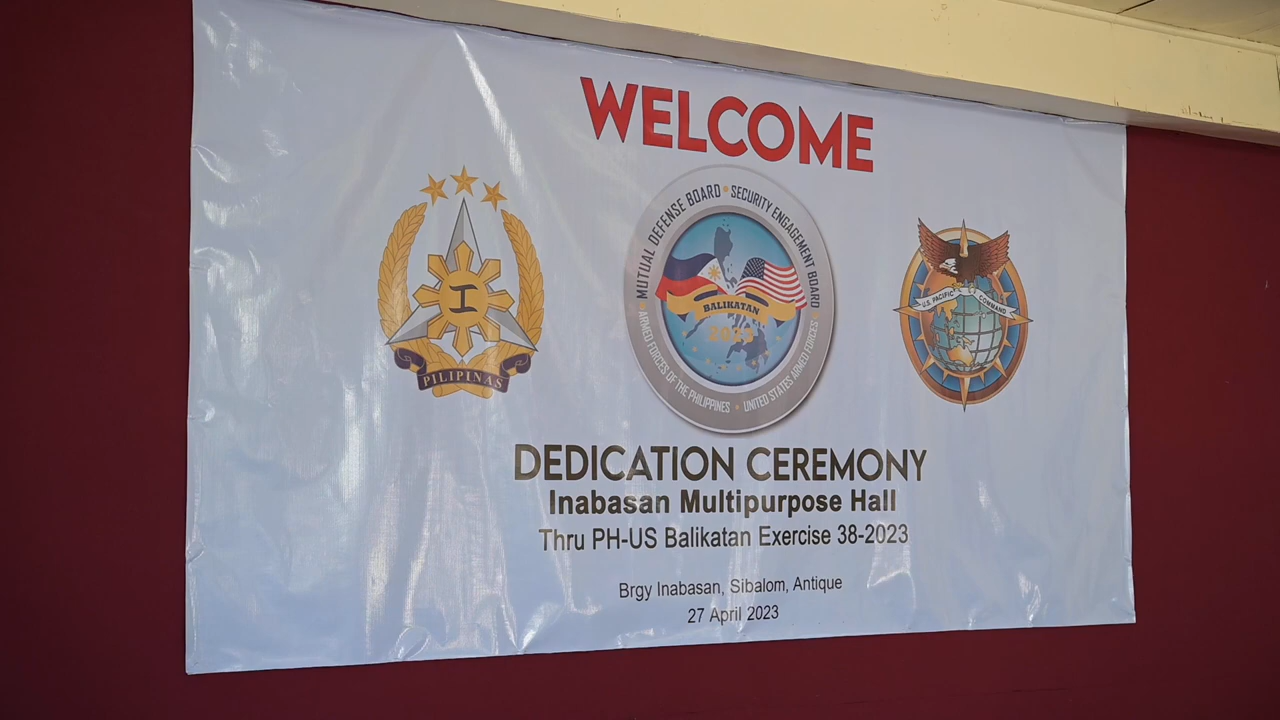 WELCOME
PILIPINAS
MUTUAL DEFENSE BOARD • SECURITY ENGAGEMENT BOARD
ARMED FORCES OF THE PHILIPPINES • UNITED STATES ARMED FORCES
BALIKATAN
2023
U.S. PACIFIC COMMAND
DEDICATION CEREMONY
Inabasan Multipurpose Hall
Thru PH-US Balikatan Exercise 38-2023
Brgy Inabasan, Sibalom, Antique
27 April 2023